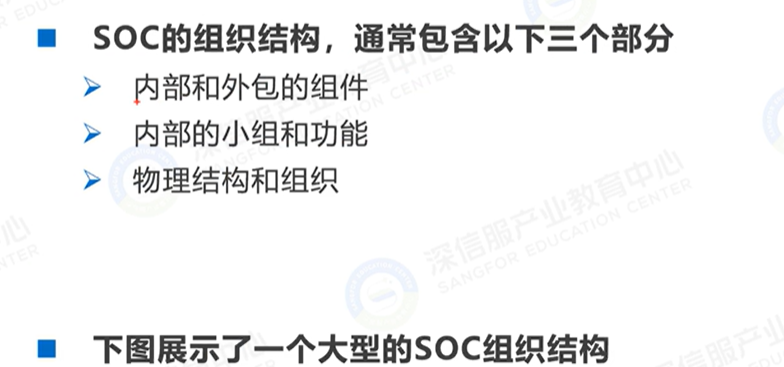 SOC的组织结构，通常包含以下三个部分
内部和外包的组件
内部的小组和功能
物理结构和组织
深信服产业教育中心
SANGFOR EDUCATION CENTER
下图展示了一个大型的SOC组织结构